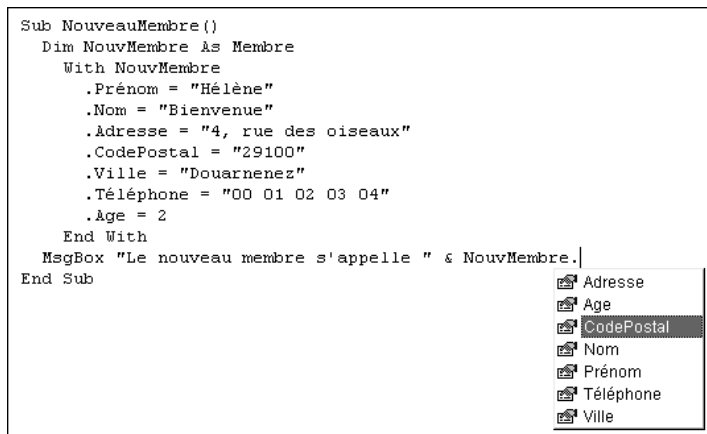 Sub NouveauMembre()
Dim NouvMembre As Membre
With NouvMembre
.Prénom = "Hélène"
.Nom = "Bienvenue"
.Adresse = "4, rue des oiseaux"
.CodePostal = "29100"
.Ville = "Douarnenez"
.Téléphone = "00 01 02 03 04"
.Age = 2
End With
MsgBox "Le nouveau membre s'appelle " & NouvMembre.
End Sub
Adresse
Age
CodePostal
Nom
Prénom
Téléphone
Ville